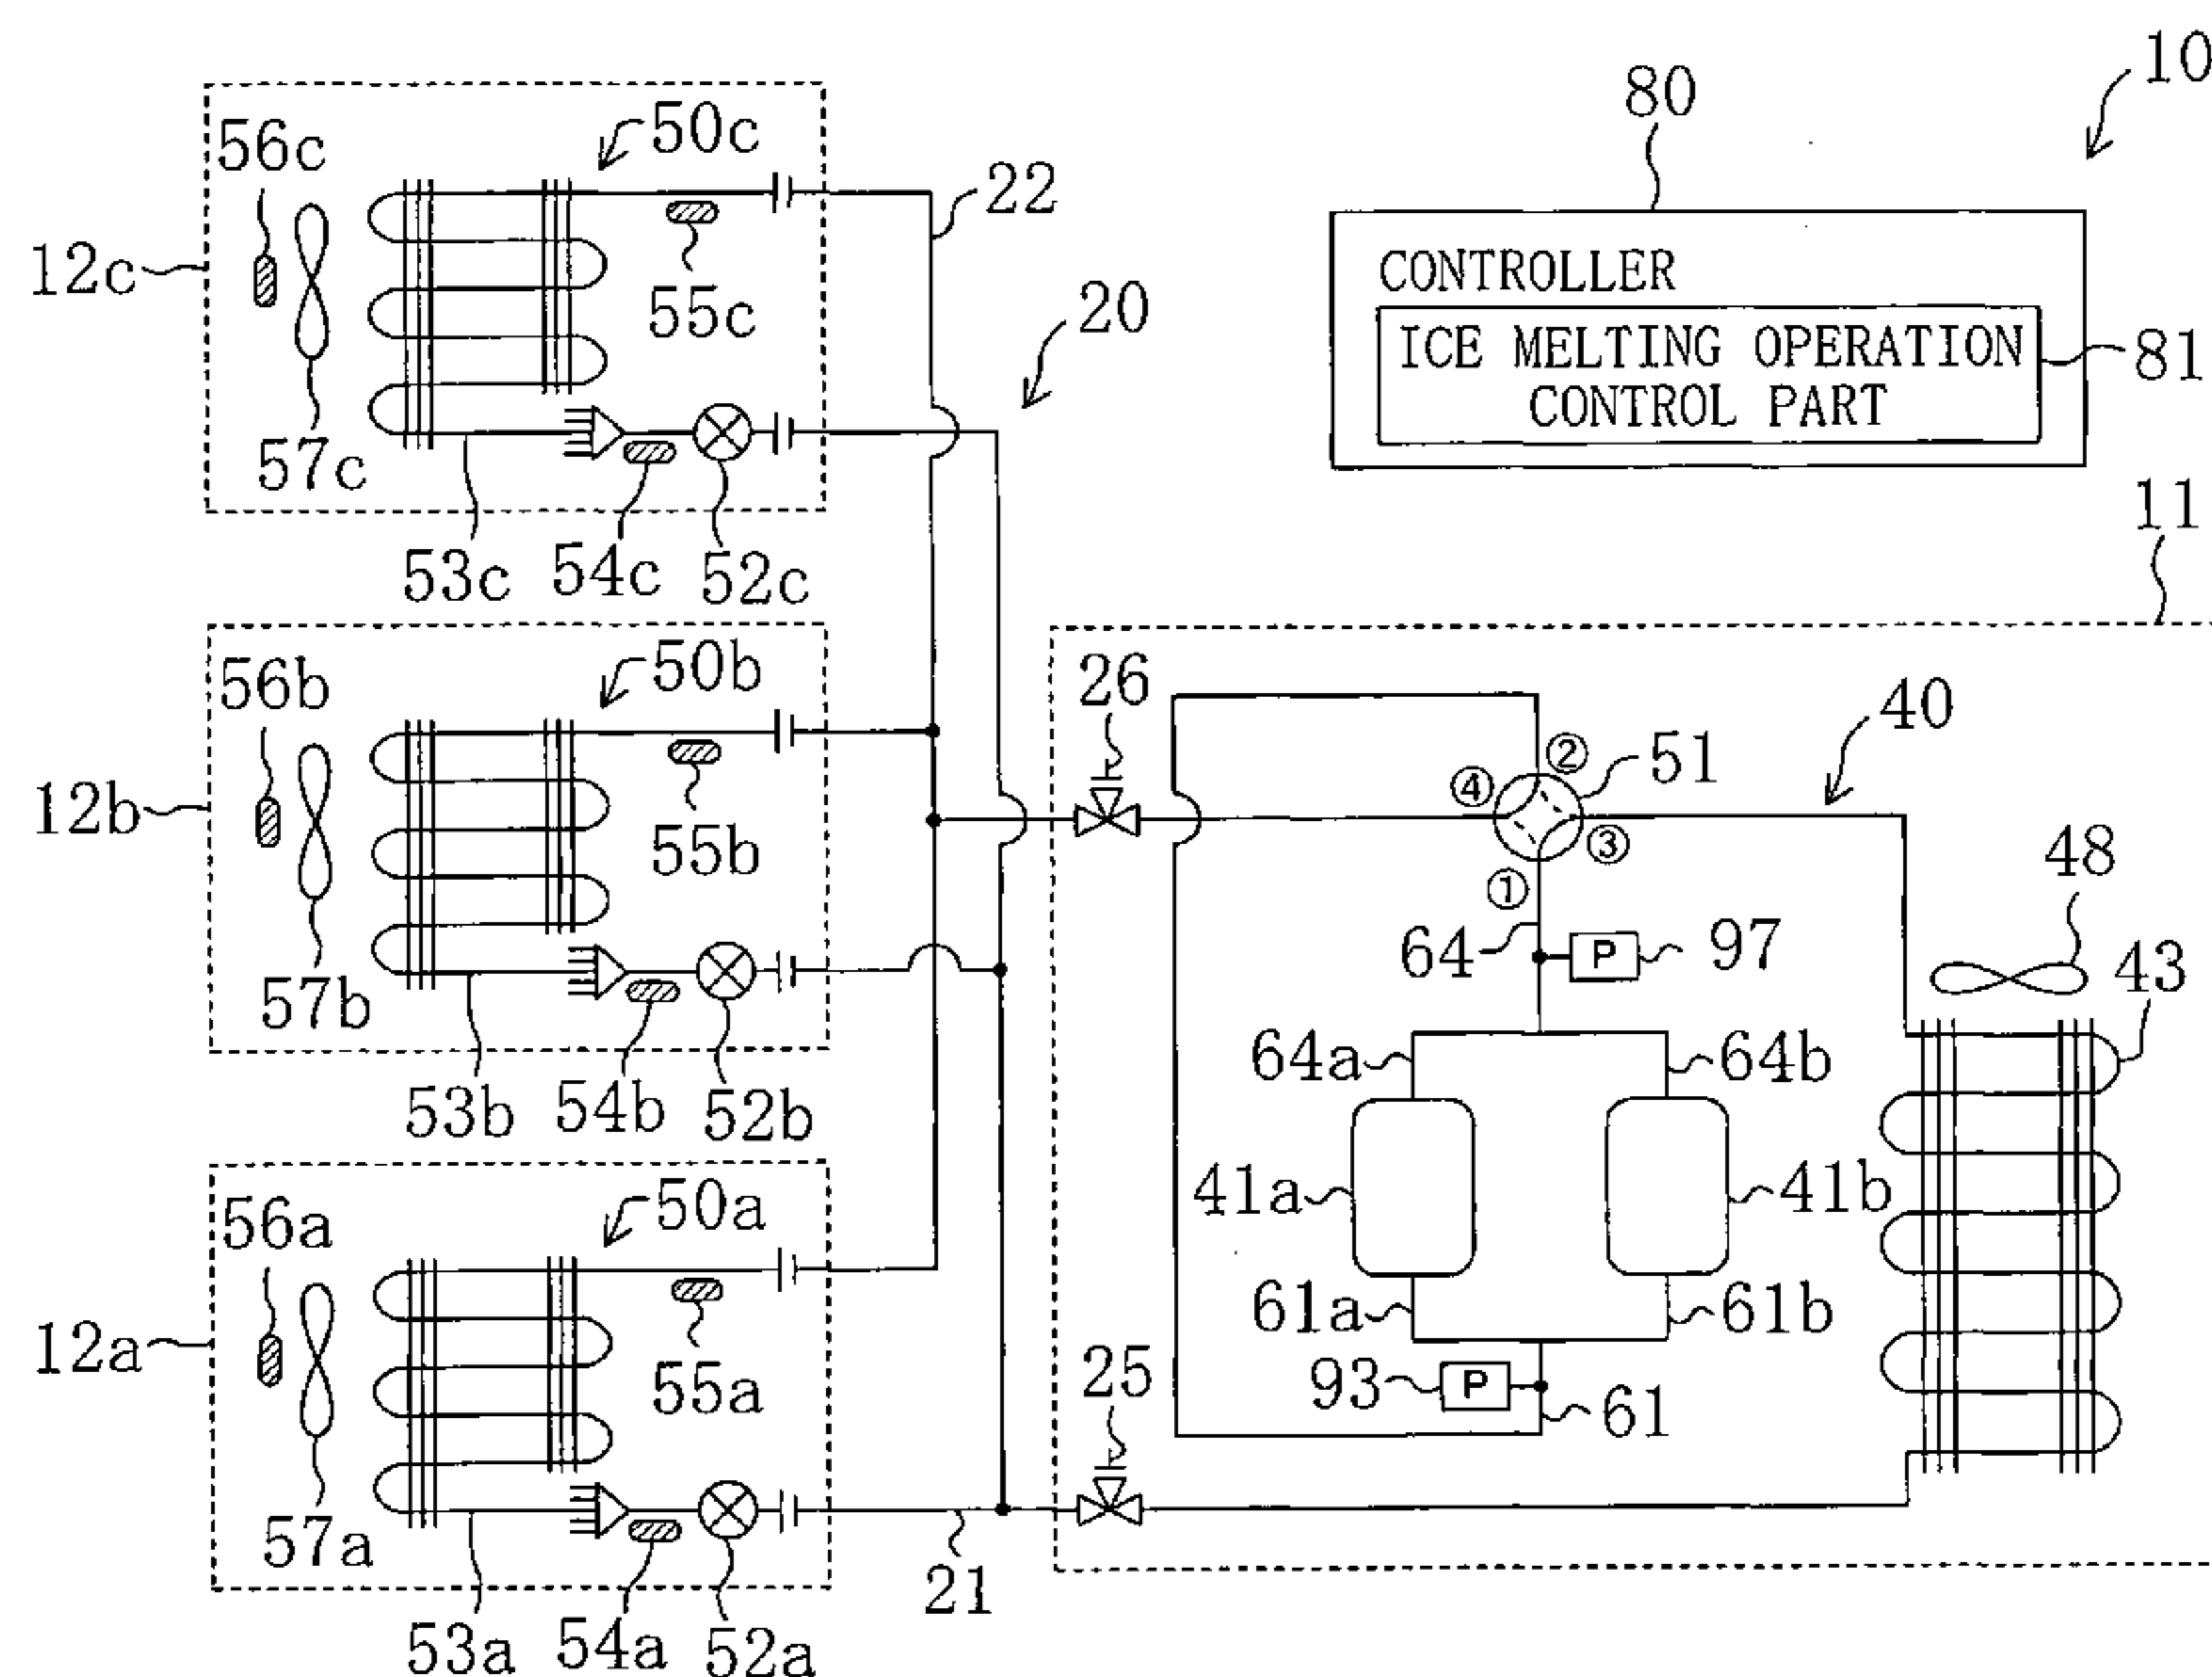 10
80
50c
56c
22
12c
CONTROLLER
55c
20
ICE MELTING OPERATION
CONTROL PART
81
57c
11
53c
54c
52c
50b
56b
26
40
②
51
④
12b
55b
③
48
①
64
P
97
43
57b
64a
64b
53b
54b
52b
41a
41b
50a
56a
61a
61b
12a
55a
25
93
P
61
57a
21
53a
54a
52a